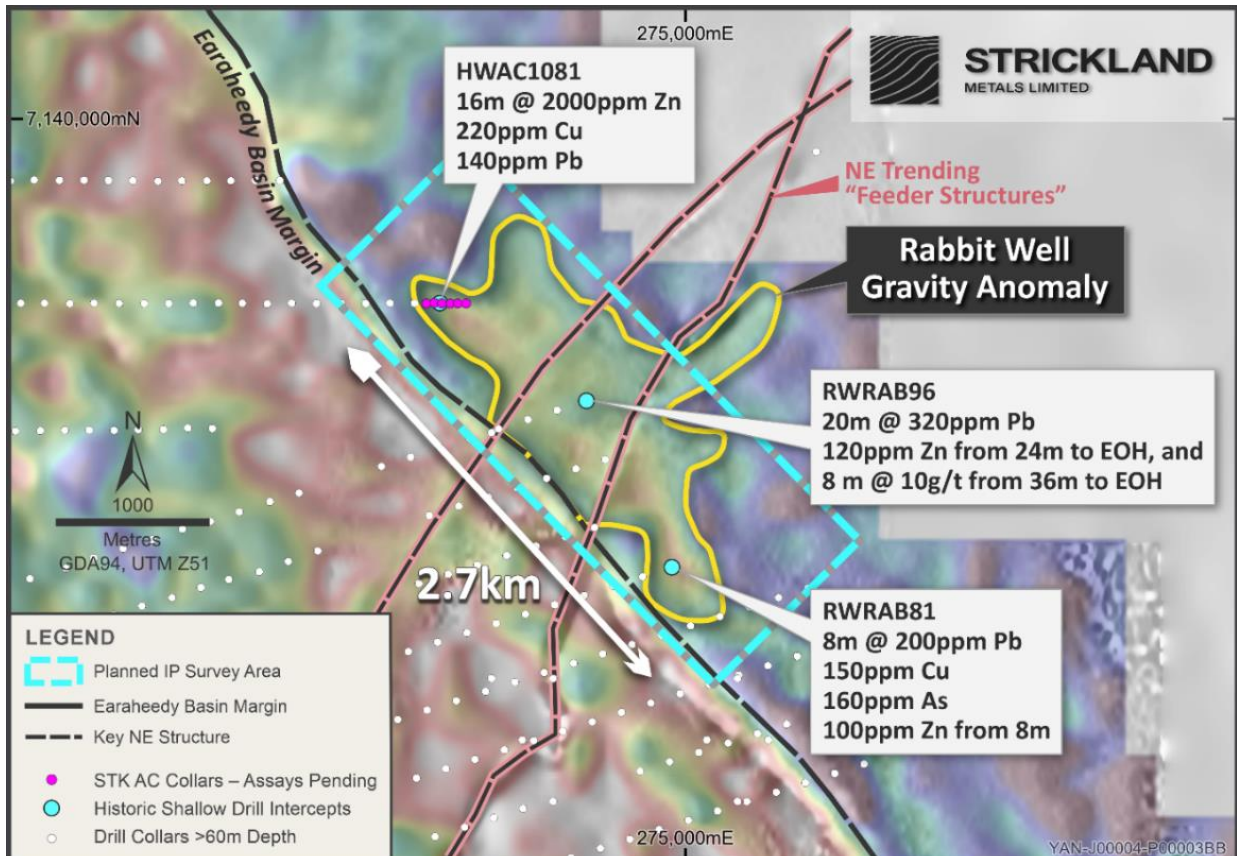 275,000mE
STRICKLAND
METALS LIMITED
Earaheedy Basin Margin
HWAC1081
16m @ 2000ppm Zn
220ppm Cu
140ppm Pb
7,140,000mN
NE Trending
"Feeder Structures"
Rabbit Well
Gravity Anomaly
RWRAB96
20m @ 320ppm Pb
120ppm Zn from 24m to EOH, and
8 m @ 10g/t from 36m to EOH
N
1000
Metres
GDA94, UTM Z51
2.7km
RWRAB81
8m @ 200ppm Pb
150ppm Cu
160ppm As
100ppm Zn from 8m
LEGEND
Planned IP Survey Area
Earaheedy Basin Margin
Key NE Structure
STK AC Collars – Assays Pending
Historic Shallow Drill Intercepts
Drill Collars >60m Depth
275,000mE
YAN-J00004-P00003BB